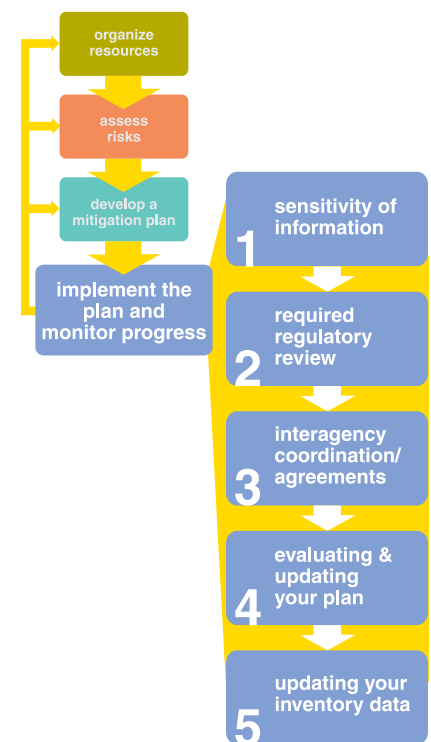 organize
resources
assess
risks
develop a
mitigation plan
implement the
plan and
monitor progress
1
sensitivity of
information
2
required
regulatory
review
3
interagency
coordination/
agreements
4
evaluating &
updating
your plan
5
updating your
inventory data